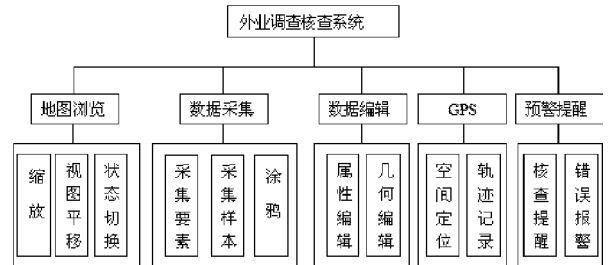 外业调查核查系统
地图浏览
数据采集
数据编辑
GPS
预警提醒
缩放
视图平移
状态切换
采集要素
采集样本
涂鸦
属性编辑
几何编辑
空间定位
轨迹记录
核查提醒
错误报警